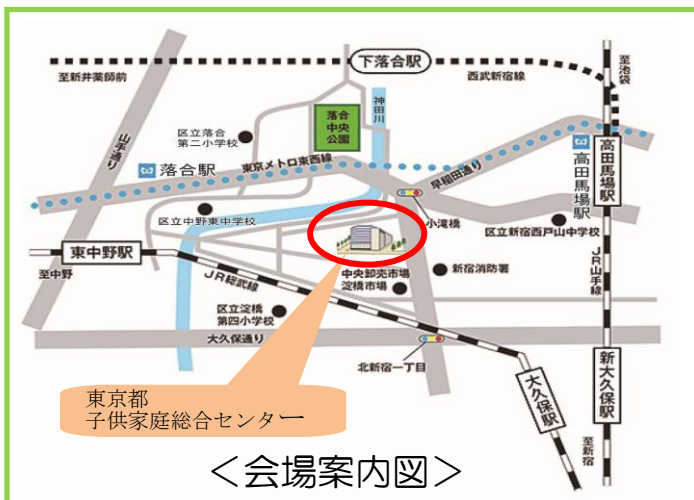 下落合駅
至新井薬師前
西武新宿線
至池袋
山手通り
区立落合
第二小学校
落合
中央
公園
神田川
落合駅
東京メトロ東西線
早稲田通り
高田馬場駅
高田馬場駅
区立中野東中学校
小滝橋
区立新宿西戸山中学校
東中野駅
至中野
JR総武線
中央卸売市場
淀橋市場
新宿消防署
JR山手線
区立淀橋
第四小学校
大久保通り
北新宿一丁目
新大久保駅
大久保駅
至新宿
東京都
子供家庭総合センター
＜会場案内図＞